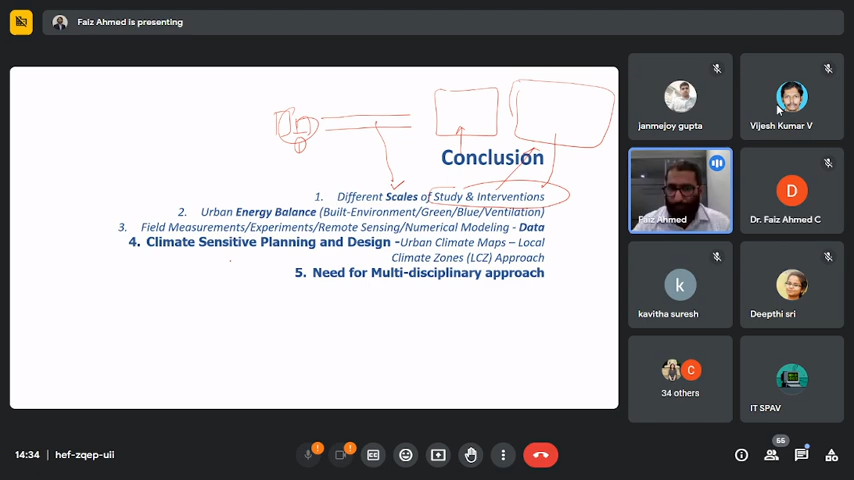 Faiz Ahmed is presenting
Conclusion
1. Different Scales of Study & Interventions
2. Urban Energy Balance (Built-Environment/Green/Blue/Ventilation)
3. Field Measurements/Experiments/Remote Sensing/Numerical Modeling - Data
4. Climate Sensitive Planning and Design -Urban Climate Maps – Local
Climate Zones (LCZ) Approach
5. Need for Multi-disciplinary approach
janmejoy gupta
Vijesh Kumar V
Faiz Ahmed
D
Dr. Faiz Ahmed C
k
kavitha suresh
Deepthi sri
C
34 others
IT SPAV
14:34 hef-zqep-uii
55